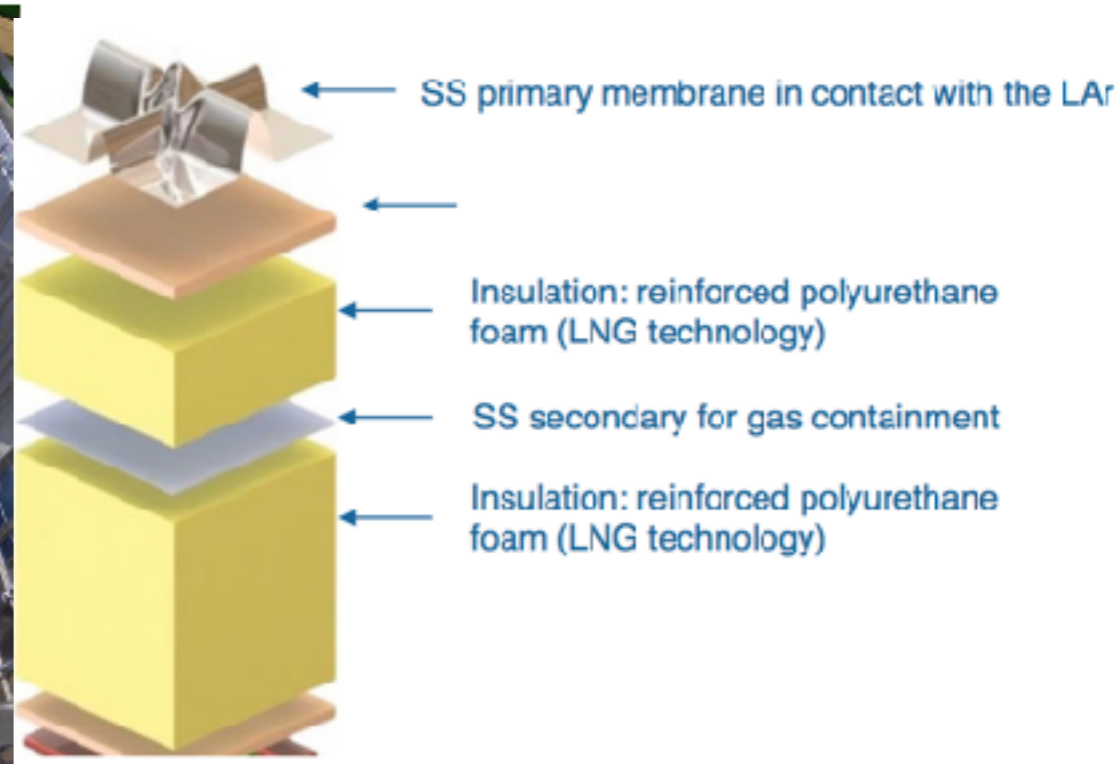 SS primary membrane in contact with the LAr
Insulation: reinforced polyurethane
foam (LNG technology)
SS secondary for gas containment
Insulation: reinforced polyurethane
foam (LNG technology)